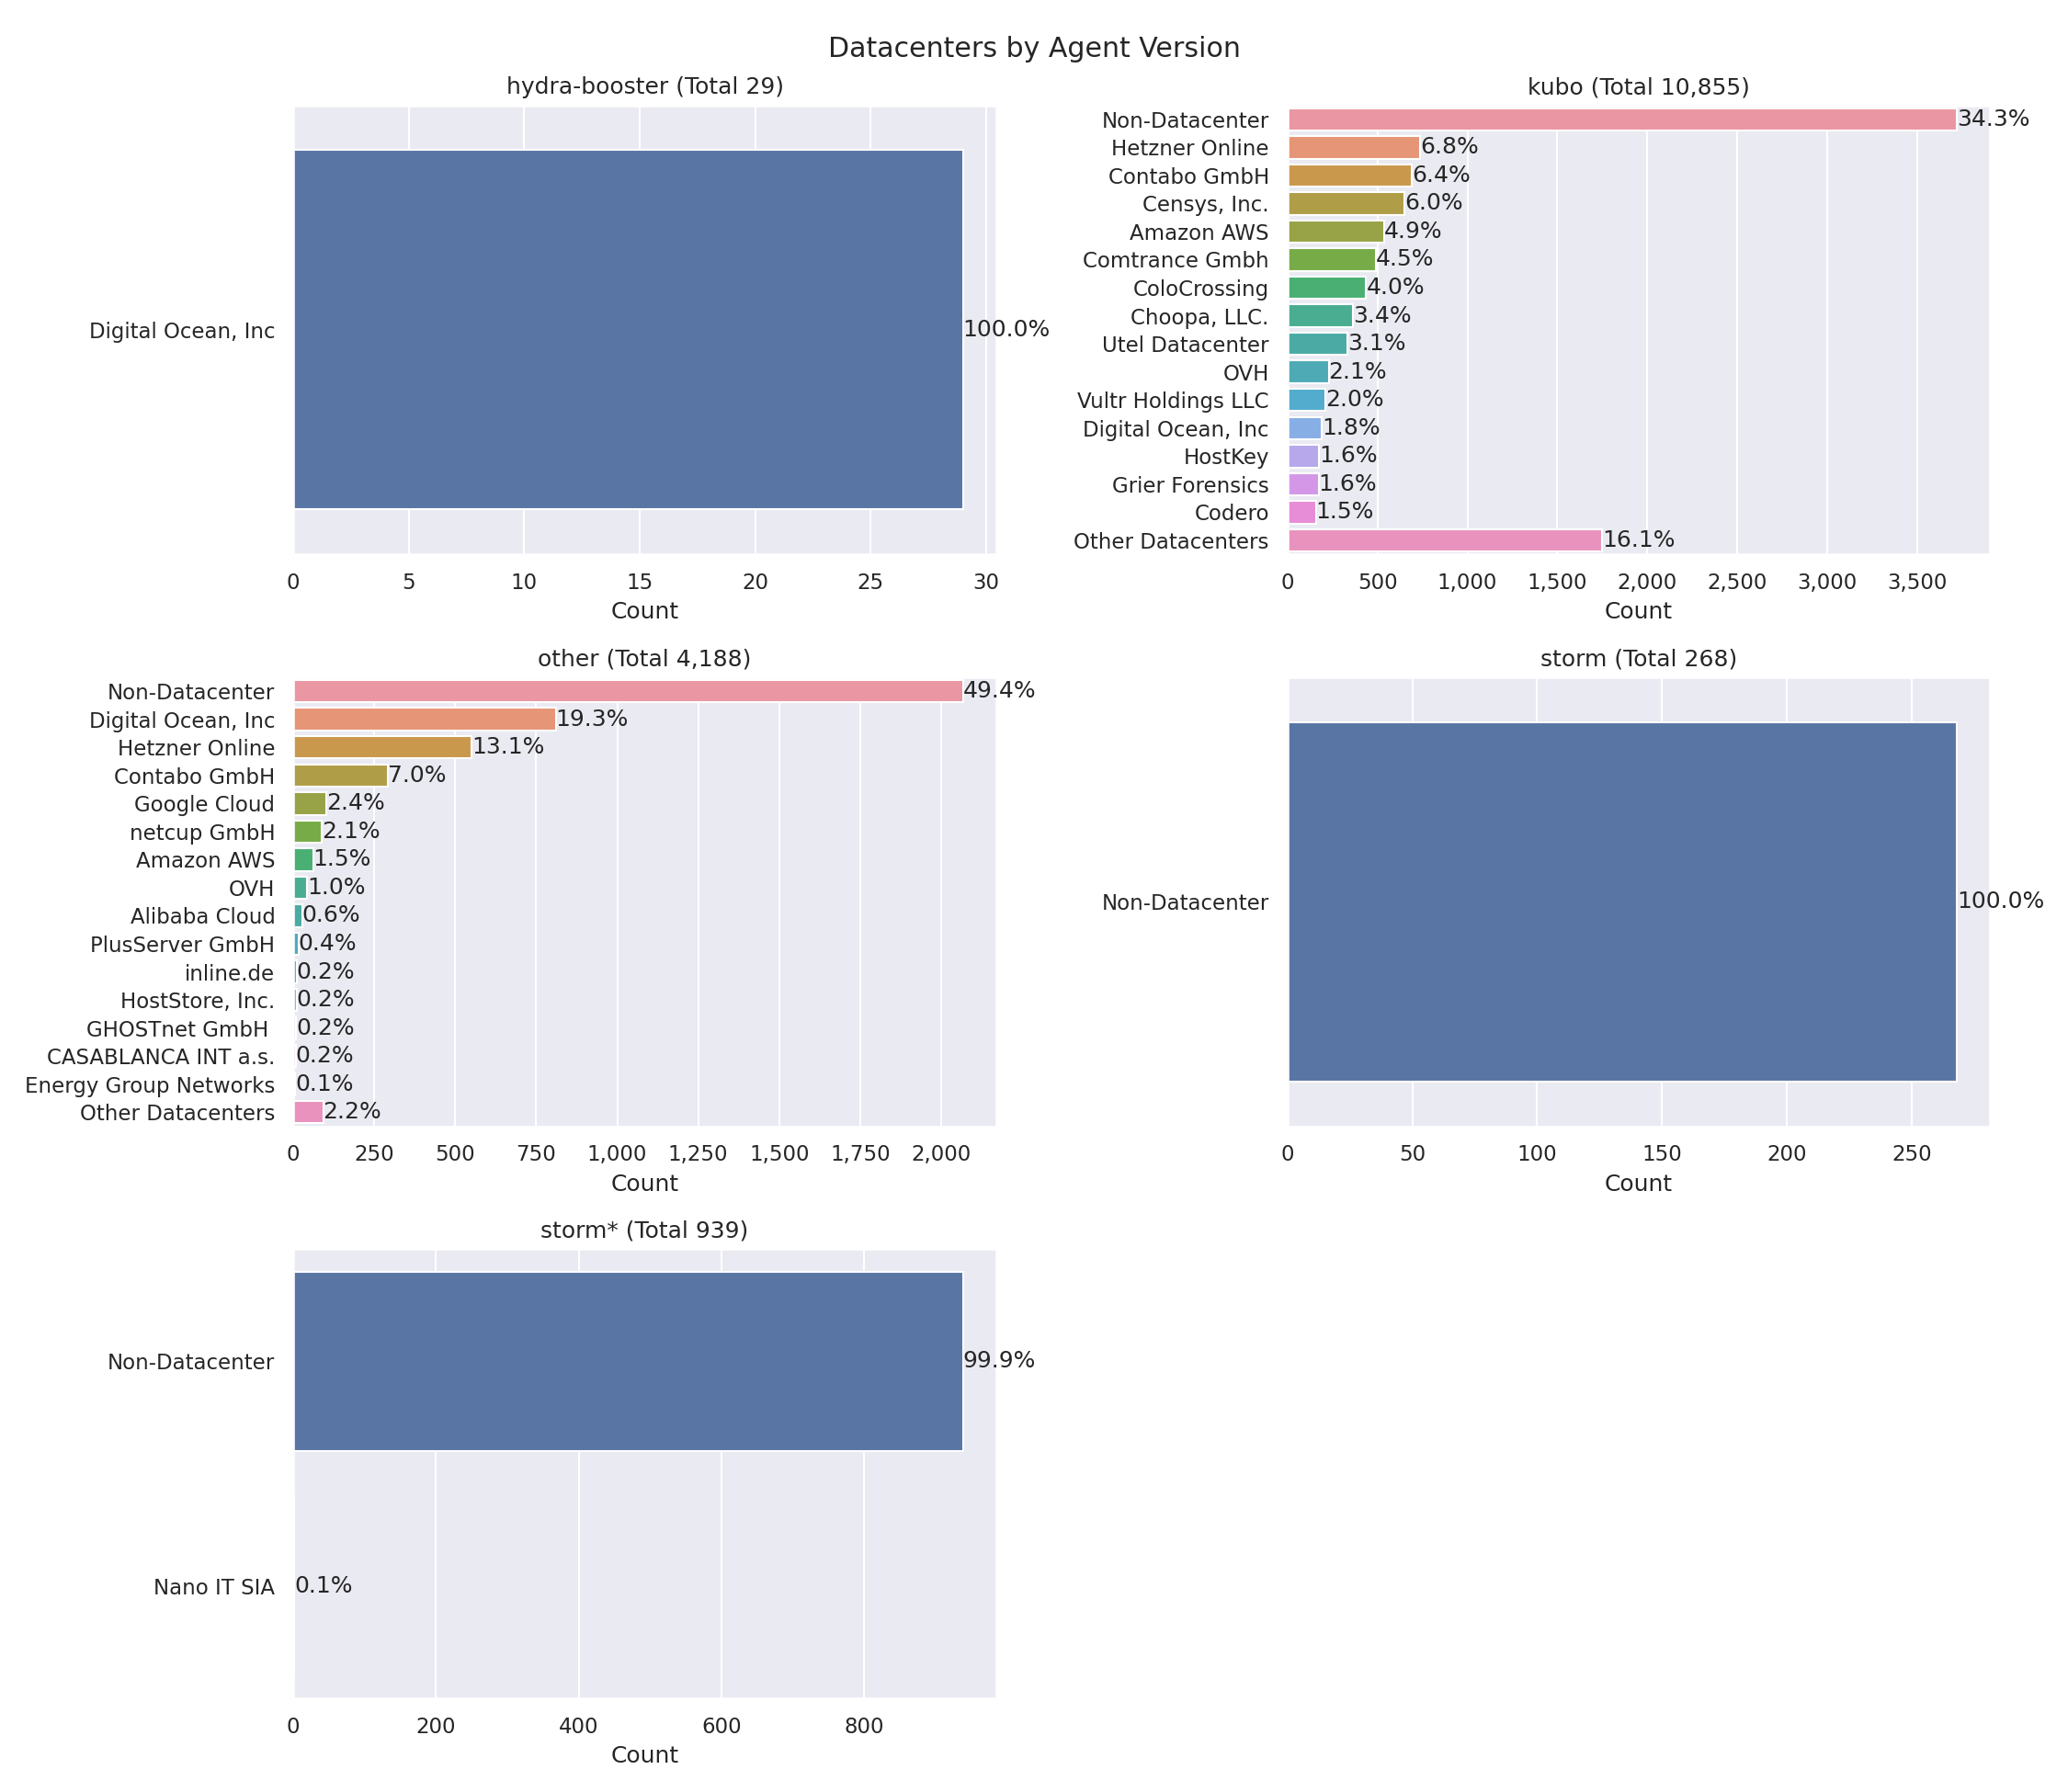 Datacenters by Agent Version
hydra-booster (Total 29)
Digital Ocean, Inc
100.0%
0 5 10 15 20 25 30
Count
kubo (Total 10,855)
Non-Datacenter 34.3%
Hetzner Online 6.8%
Contabo GmbH 6.4%
Censys, Inc. 6.0%
Amazon AWS 4.9%
Comtrance Gmbh 4.5%
ColoCrossing 4.0%
Choopa, LLC. 3.4%
Utel Datacenter 3.1%
OVH 2.1%
Vultr Holdings LLC 2.0%
Digital Ocean, Inc 1.8%
HostKey 1.6%
Grier Forensics 1.6%
Codero 1.5%
Other Datacenters 16.1%
0 500 1,000 1,500 2,000 2,500 3,000 3,500
Count
other (Total 4,188)
Non-Datacenter 49.4%
Digital Ocean, Inc 19.3%
Hetzner Online 13.1%
Contabo GmbH 7.0%
Google Cloud 2.4%
netcup GmbH 2.1%
Amazon AWS 1.5%
OVH 1.0%
Alibaba Cloud 0.6%
PlusServer GmbH 0.4%
inline.de 0.2%
HostStore, Inc. 0.2%
GHOSTnet GmbH 0.2%
CASABLANCA INT a.s. 0.2%
Energy Group Networks 0.1%
Other Datacenters 2.2%
0 250 500 750 1,000 1,250 1,500 1,750 2,000
Count
storm (Total 268)
Non-Datacenter 100.0%
0 50 100 150 200 250
Count
storm* (Total 939)
Non-Datacenter 99.9%
Nano IT SIA 0.1%
0 200 400 600 800
Count